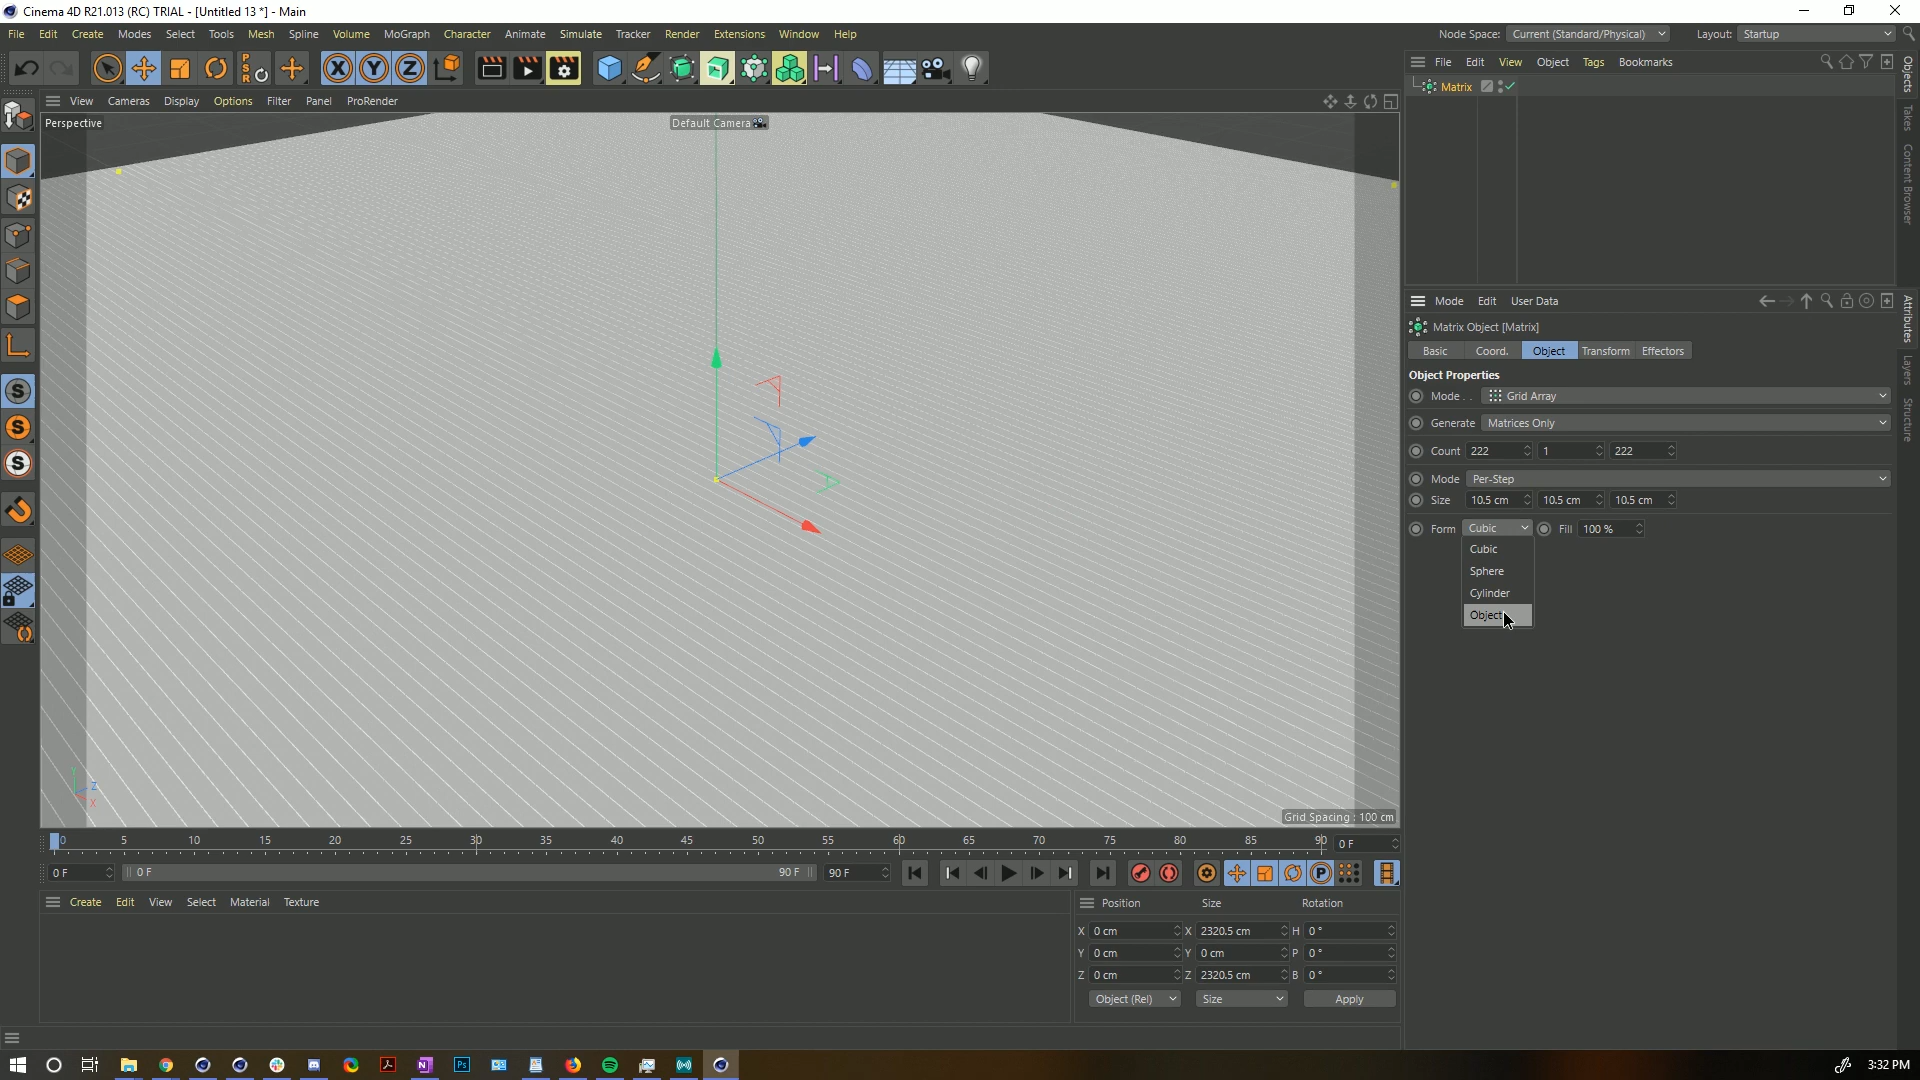 Cinema 4D R21.013 (RC) TRIAL - [Untitled 13 *] - Main
File Edit Create Modes Select Tools Mesh Spline Volume MoGraph Character Animate Simulate Tracker Render Extensions Window Help
Node Space: Current (Standard/Physical) Layout: Startup
P S R X Y Z
File Edit View Object Tags Bookmarks
View Cameras Display Options Filter Panel ProRender
Perspective
Default Camera
Matrix
Objects
Takes
Content Browser
Mode Edit User Data
Matrix Object [Matrix]
Basic Coord. Object Transform Effectors
Object Properties
Mode . . Grid Array
Generate Matrices Only
Count 222 1 222
Mode Per-Step
Size 10.5 cm 10.5 cm 10.5 cm
Form Cubic Fill 100 %
Cubic
Sphere
Cylinder
Object
Attributes
Layers
Structure
S
S
S
Y
Z
X
Grid Spacing : 100 cm
0 5 10 15 20 25 30 35 40 45 50 55 60 65 70 75 80 85 90 0 F
0 F 0 F 90 F 90 F P
Create Edit View Select Material Texture
Position Size Rotation
X 0 cm X 2320.5 cm H 0 °
Y 0 cm Y 0 cm P 0 °
Z 0 cm Z 2320.5 cm B 0 °
Object (Rel) Size Apply
N Ps
3:32 PM